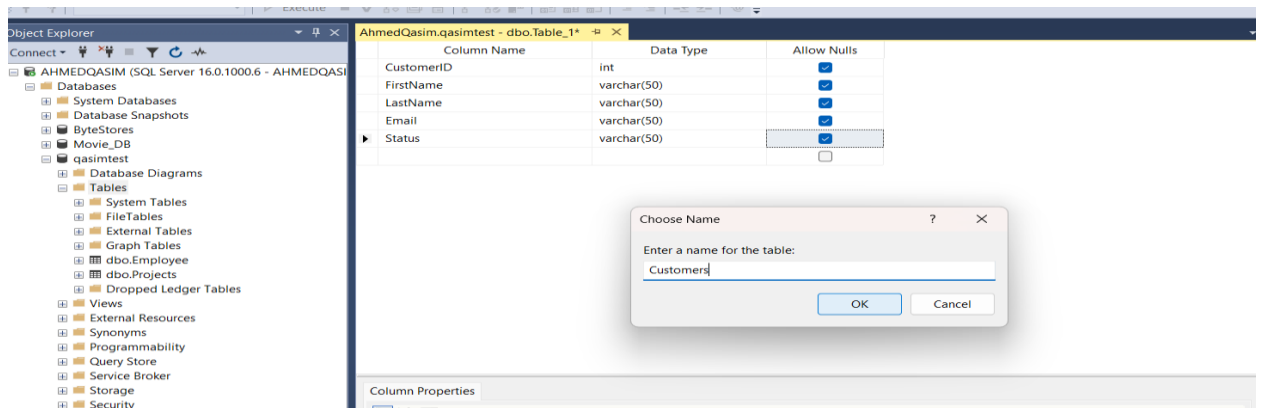 Execute
Object Explorer
Connect
AHMEDQASIM (SQL Server 16.0.1000.6 - AHMEDQASI
Databases
System Databases
Database Snapshots
ByteStores
Movie_DB
qasimtest
Database Diagrams
Tables
System Tables
FileTables
External Tables
Graph Tables
dbo.Employee
dbo.Projects
Dropped Ledger Tables
Views
External Resources
Synonyms
Programmability
Query Store
Service Broker
Storage
Security
AhmedQasim.qasimtest - dbo.Table_1*
Column Name Data Type Allow Nulls
CustomerID int
FirstName varchar(50)
LastName varchar(50)
Email varchar(50)
Status varchar(50)
Choose Name ?
Enter a name for the table:
Customers
OK Cancel
Column Properties